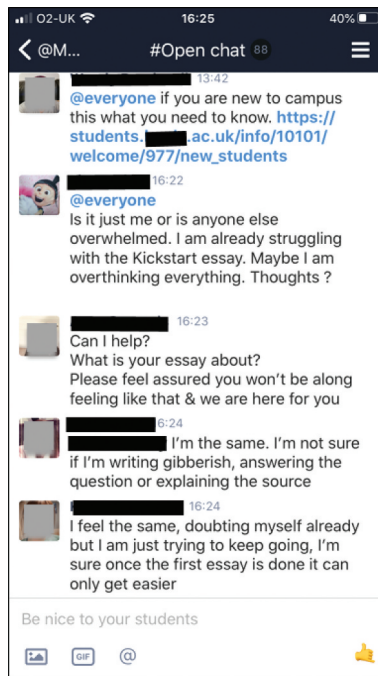 O2-UK 16:25 40%
@M... #Open chat 88
13:42
@everyone if you are new to campus
this what you need to know. https://
students. .ac.uk/info/10101/
welcome/977/new_students
16:22
@everyone
Is it just me or is anyone else
overwhelmed. I am already struggling
with the Kickstart essay. Maybe I am
overthinking everything. Thoughts ?
16:23
Can I help?
What is your essay about?
Please feel assured you won't be along
feeling like that & we are here for you
6:24
I'm the same. I'm not sure
if I'm writing gibberish, answering the
question or explaining the source
16:24
I feel the same, doubting myself already
but I am just trying to keep going, I'm
sure once the first essay is done it can
only get easier
Be nice to your students
GIF @